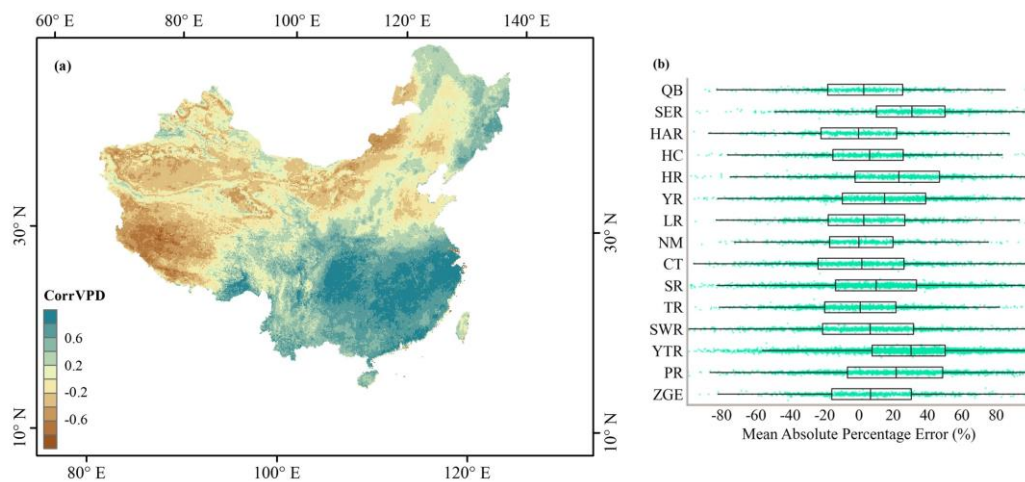 60° E 80° E 100° E 120° E 140° E
(a)
30° N
10° N
30° N
10° N
CorrVPD
0.6
0.2
-0.2
-0.6
80° E 100° E 120° E
(b)
QB
SER
HAR
HC
HR
YR
LR
NM
CT
SR
TR
SWR
YTR
PR
ZGE
-80 -60 -40 -20 0 20 40 60 80
Mean Absolute Percentage Error (%)